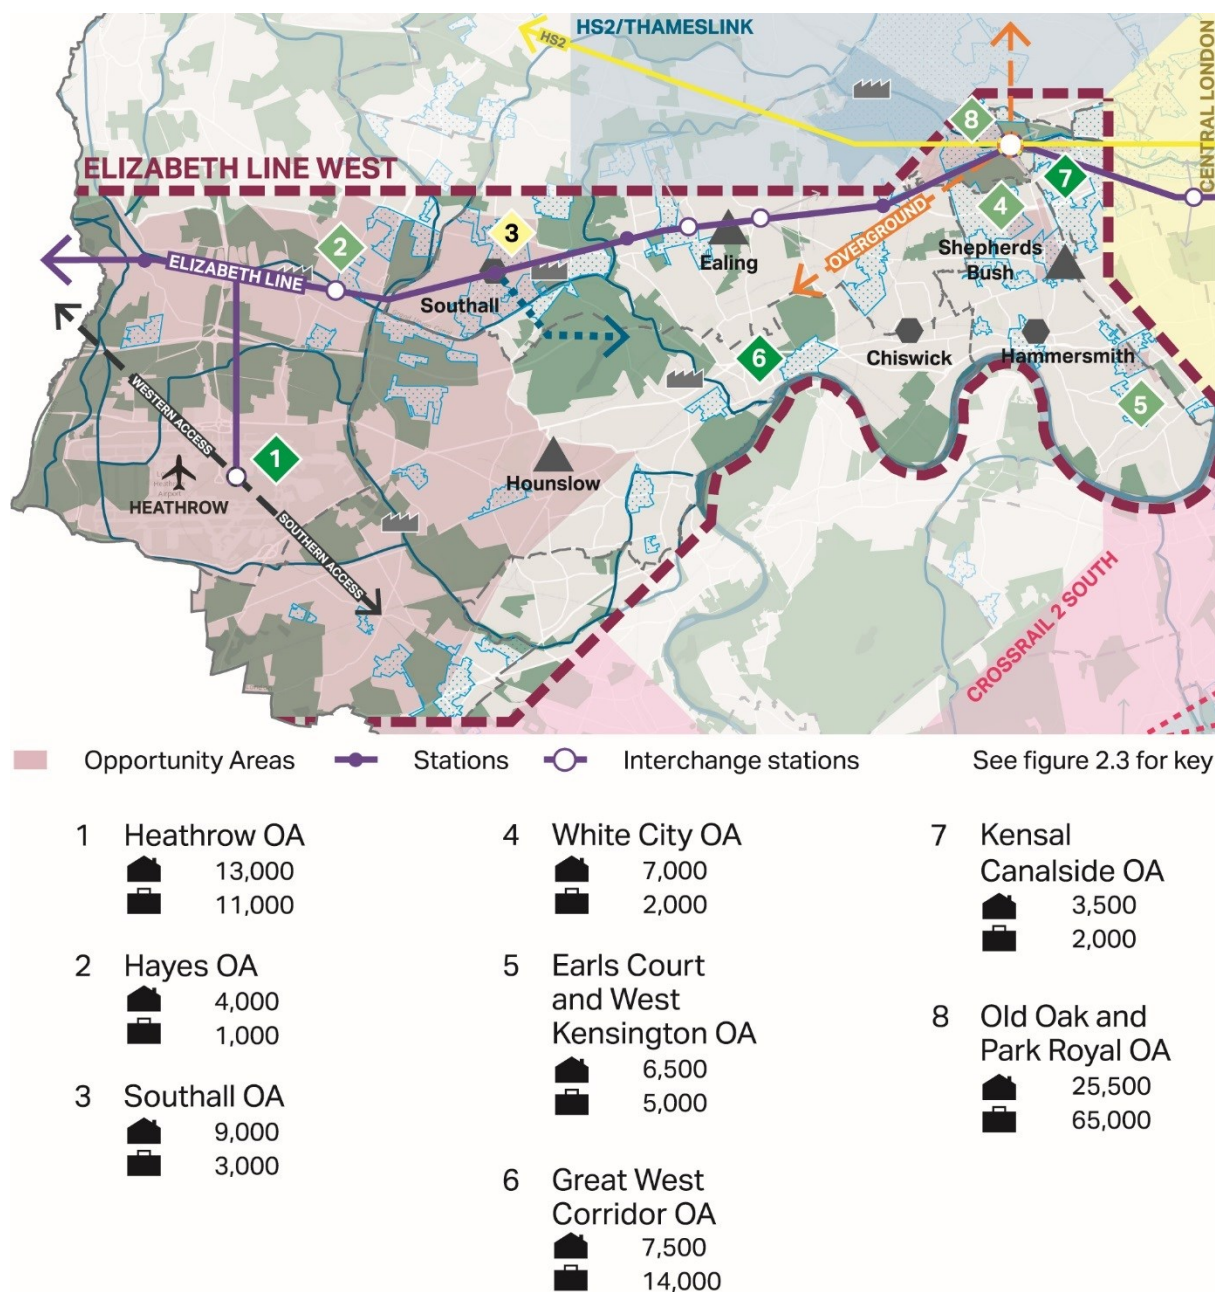 HS2/THAMESLINK
HS2
CENTRAL LONDON
8
ELIZABETH LINE WEST
7
2
3
4
OVERGROUND
Ealing
Shepherds
Bush
ELIZABETH LINE
Southall
6
Chiswick
Hammersmith
5
WESTERN ACCESS
1
Hounslow
HEATHROW
SOUTHERN ACCESS
CROSSRAIL 2 SOUTH
Opportunity Areas
Stations
Interchange stations
See figure 2.3 for key
1 Heathrow OA
13,000
11,000
2 Hayes OA
4,000
1,000
3 Southall OA
9,000
3,000
4 White City OA
7,000
2,000
5 Earls Court
and West
Kensington OA
6,500
5,000
6 Great West
Corridor OA
7,500
14,000
7 Kensal
Canalside OA
3,500
2,000
8 Old Oak and
Park Royal OA
25,500
65,000